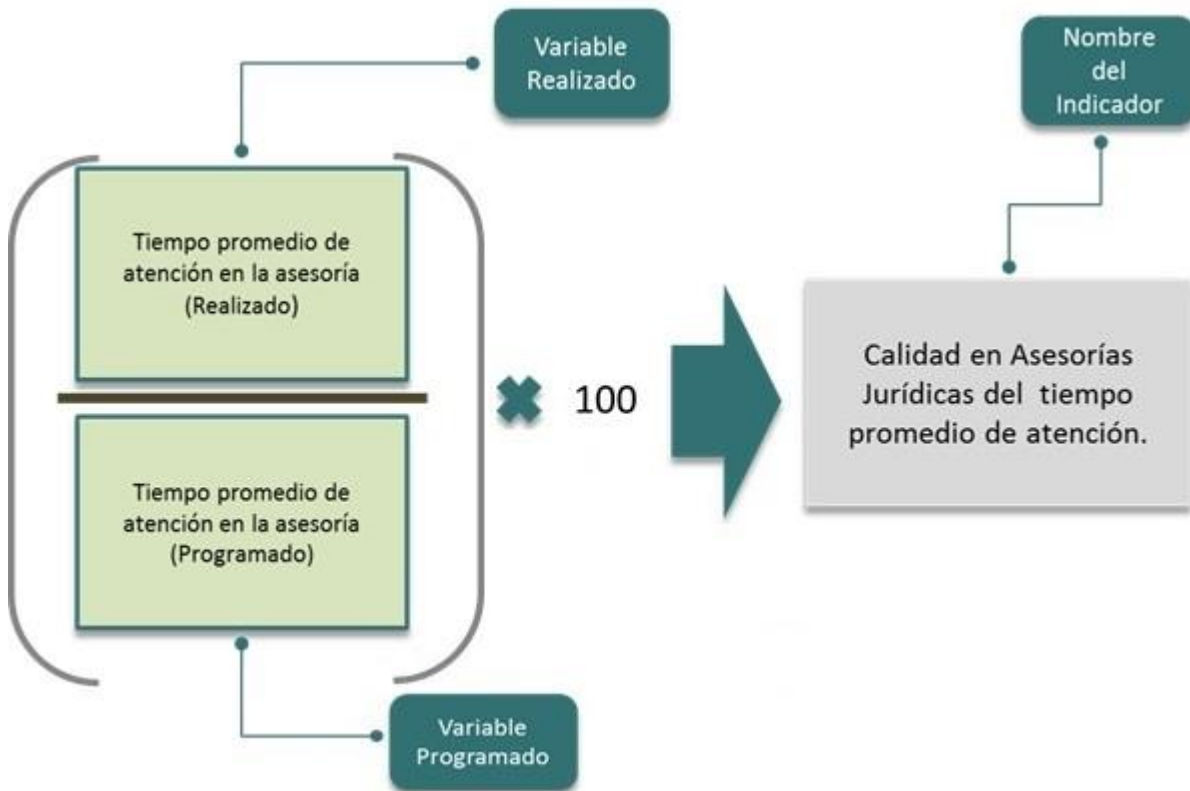 Variable
Realizado
Nombre
del
Indicador
Tiempo promedio de
atención en la asesoría
(Realizado)
Tiempo promedio de
atención en la asesoría
(Programado)
100
Calidad en Asesorías
Jurídicas del tiempo
promedio de atención.
Variable
Programado